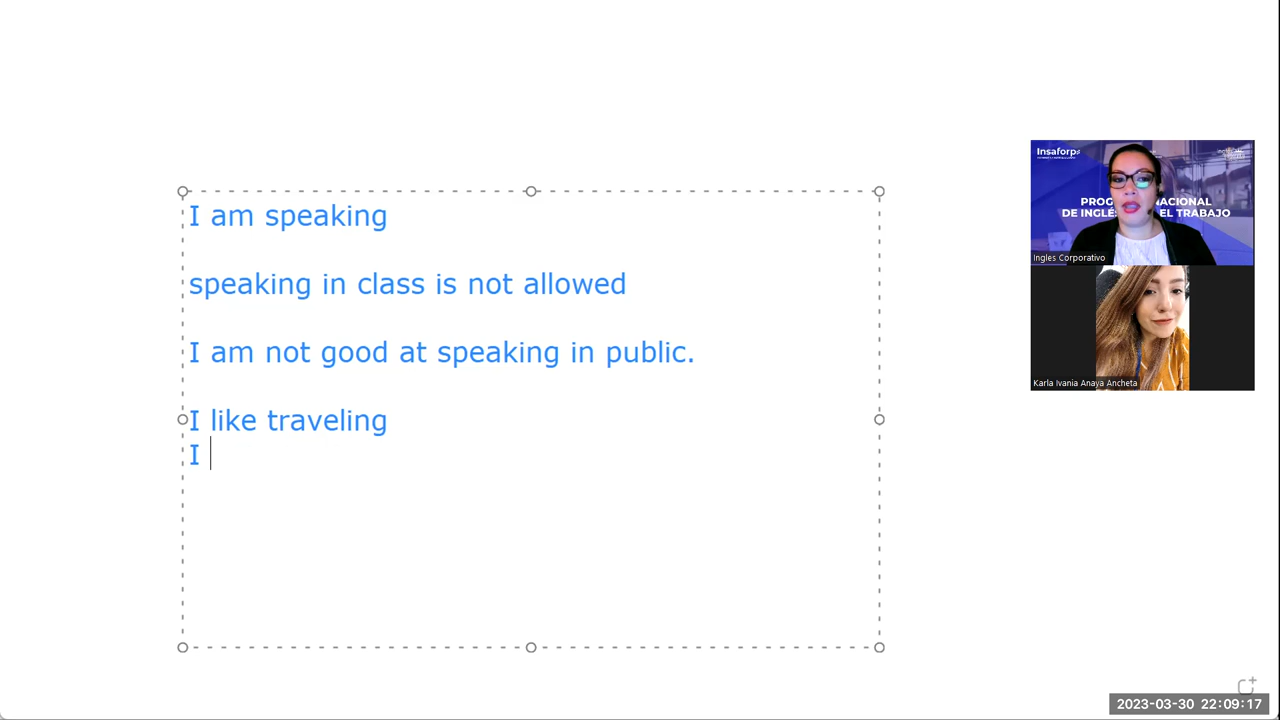 I am speaking
speaking in class is not allowed
I am not good at speaking in public.
I like traveling
I
Insaforp
PROG NACIONAL
DE INGLÉS EL TRABAJO
Ingles Corporativo
Karla Ivania Anaya Ancheta
2023-03-30 22:09:17